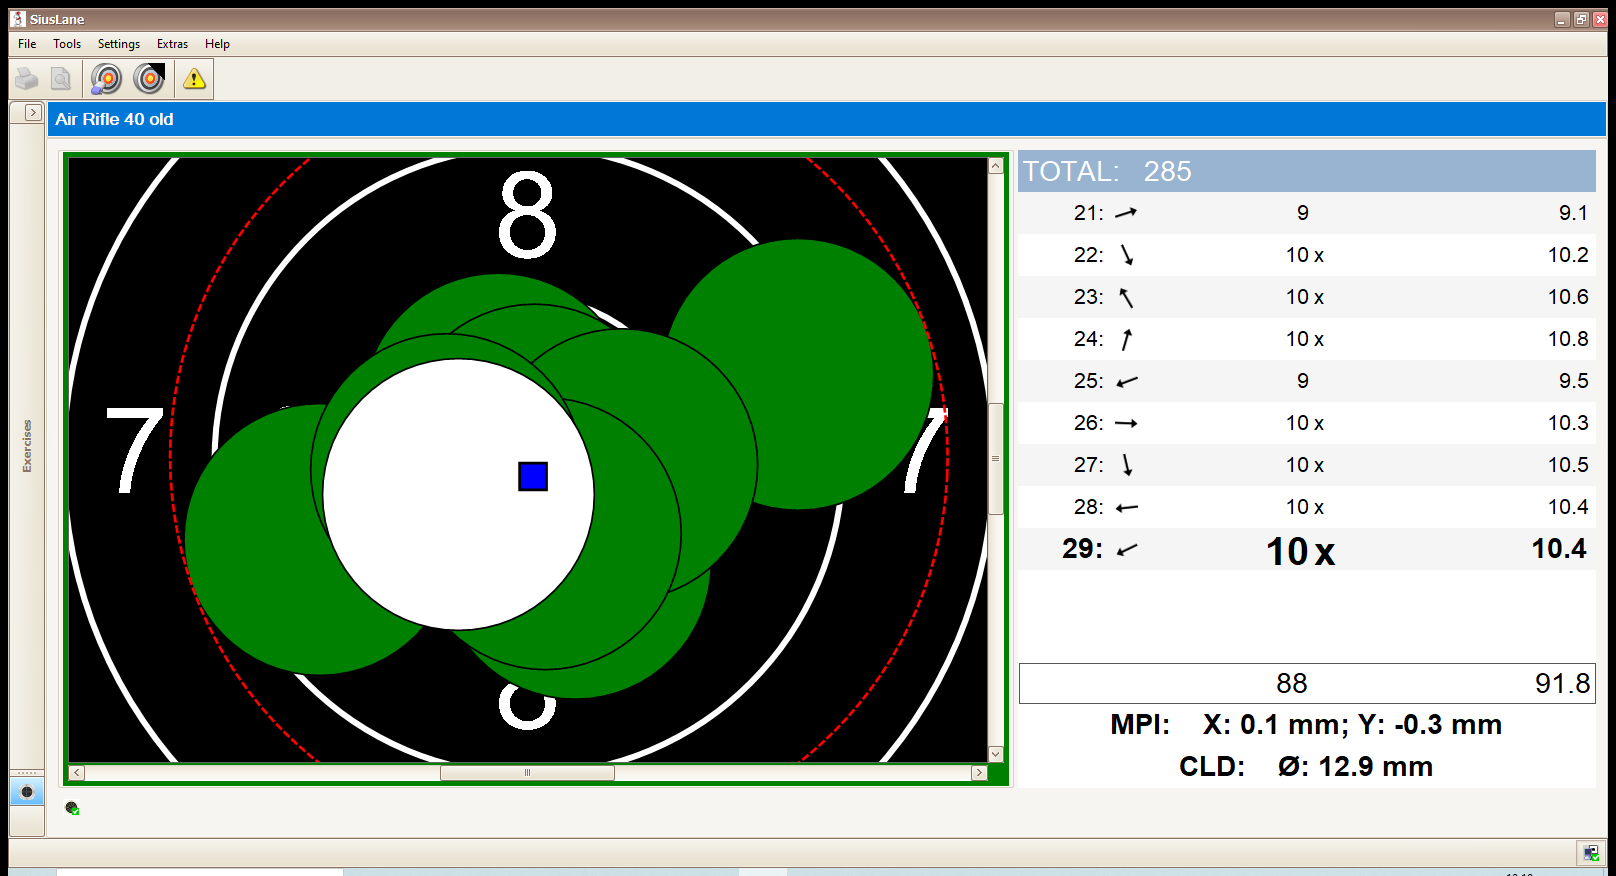 SiusLane
File Tools Settings Extras Help
Air Rifle 40 old
Exercises
8
7
7
TOTAL: 285
21: 9 9.1
22: 10 x 10.2
23: 10 x 10.6
24: 10 x 10.8
25: 9 9.5
26: 10 x 10.3
27: 10 x 10.5
28: 10 x 10.4
29: 10 x 10.4
88 91.8
MPI: X: 0.1 mm; Y: -0.3 mm
CLD: Ø: 12.9 mm